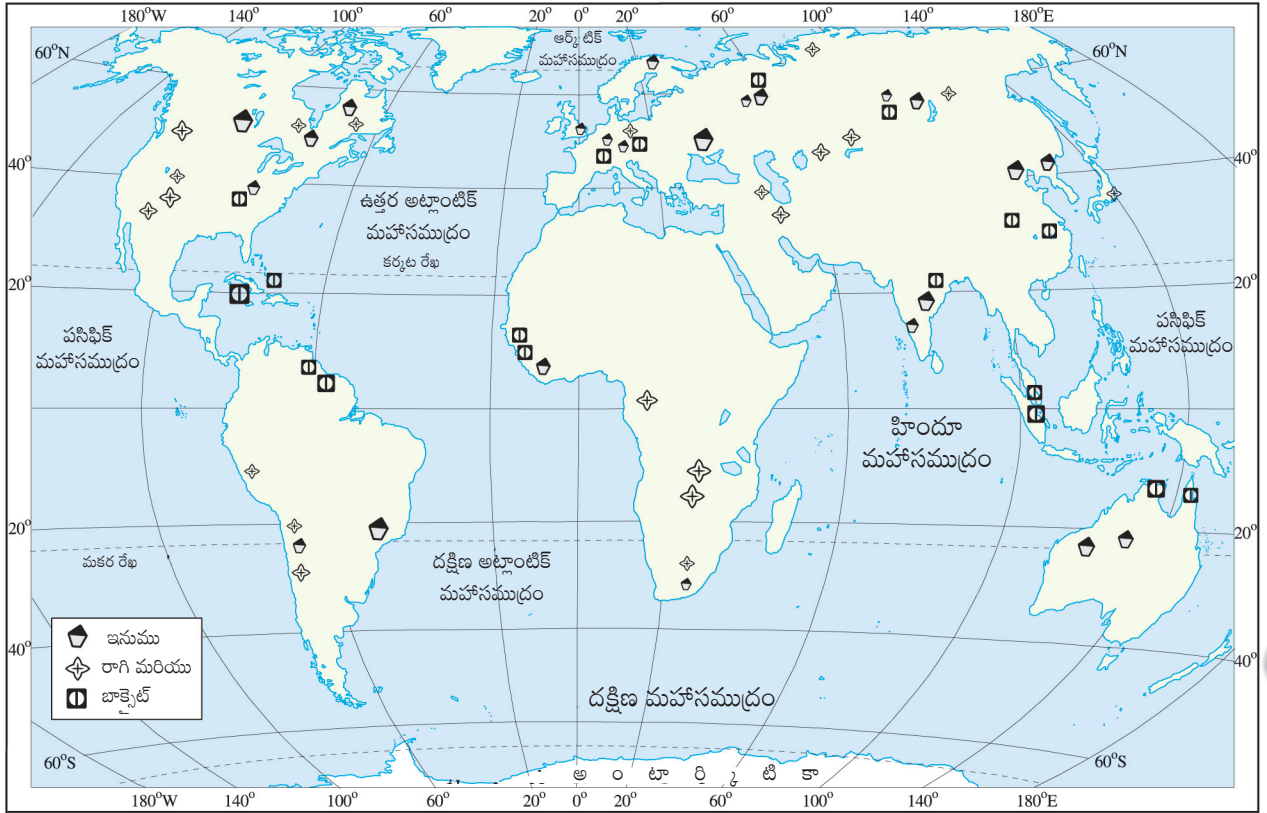 180°W 140° 100° 60° 20° 0° 20° 60° 100° 140° 180°E
60°N
ఆర్క్ టిక్
మహాసముద్రం
60°N
40°
40°
ఉత్తర అట్లాంటిక్
మహాసముద్రం
కర్కట రేఖ
20°
20°
పసిఫిక్
మహాసముద్రం
పసిఫిక్
మహాసముద్రం
హిందూ
మహాసముద్రం
20°
20°
మకర రేఖ
దక్షిణ అట్లాంటిక్
మహాసముద్రం
ఇనుము
రాగి మరియు
బాక్సైట్
40°
40°
దక్షిణ మహాసముద్రం
60°S
60°S
అం టా ర్కి టి కా
180°W 140° 100° 60° 60° 20° 0° 20° 60° 100° 140° 180°E